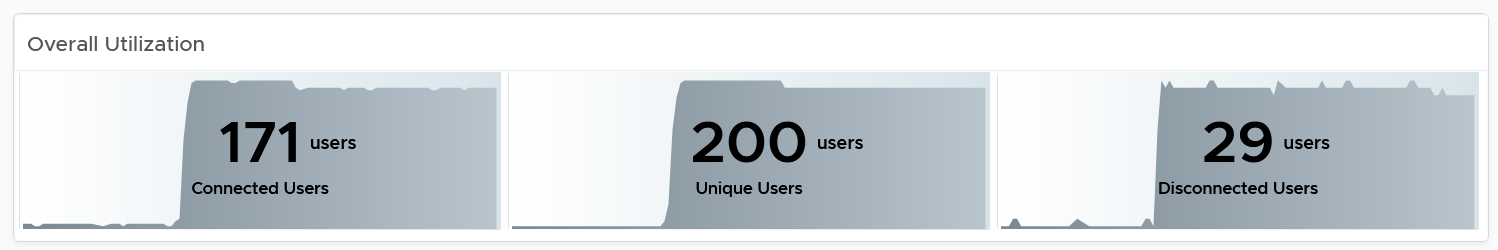 Overall Utilization
171 users
Connected Users
200 users
Unique Users
29 users
Disconnected Users